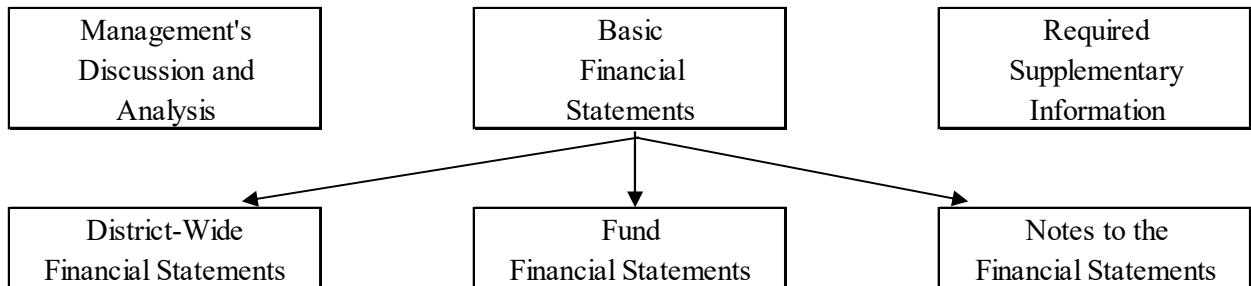 Management's
Discussion and
Analysis
Basic
Financial
Statements
Required
Supplementary
Information
District-Wide
Financial Statements
Fund
Financial Statements
Notes to the
Financial Statements